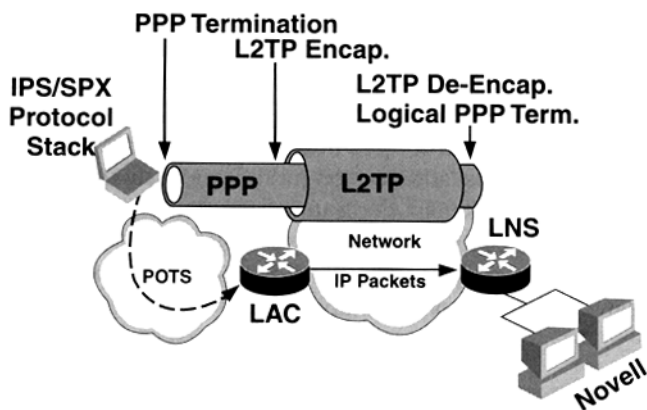 PPP Termination
L2TP Encap.
IPS/SPX
Protocol
Stack
L2TP De-Encap.
Logical PPP Term.
PPP
L2TP
LNS
Network
POTS
IP Packets
LAC
Novell